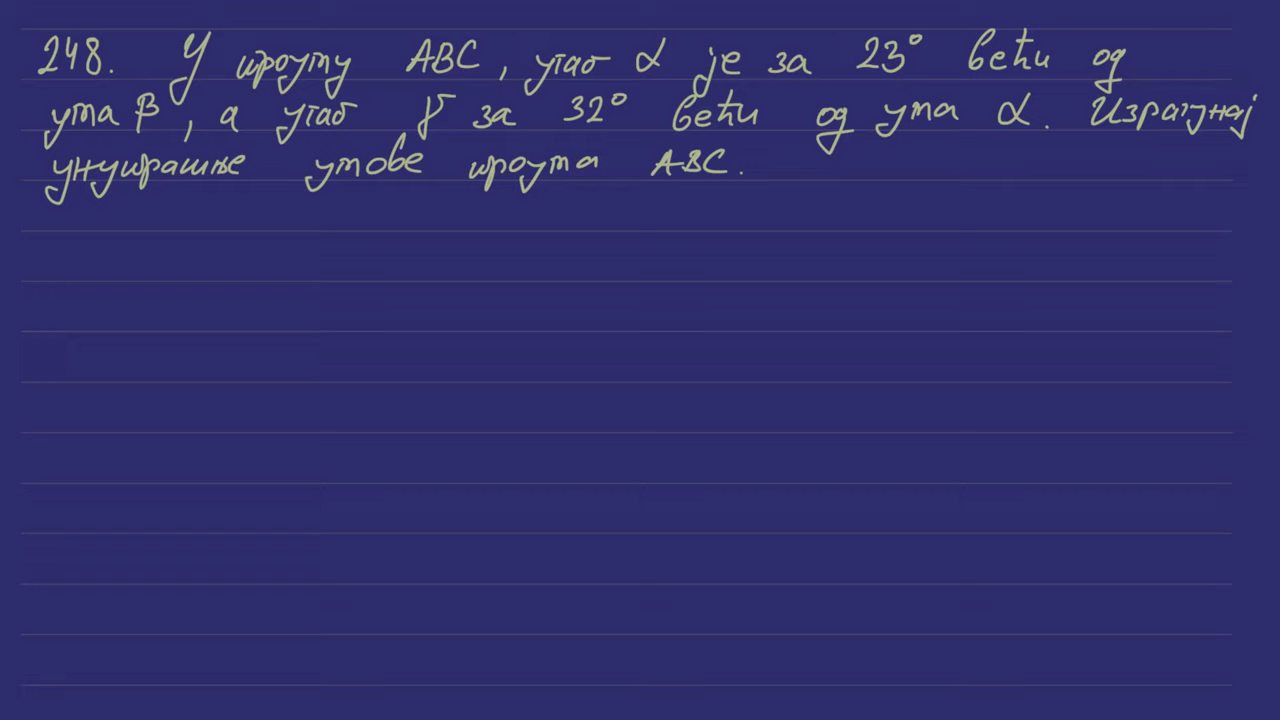 248. У троуглу ABC, угао α је за 23° већи од
угла β, а угао γ за 32° већи од угла α. Израчунај
унутрашње углове троугла ABC.